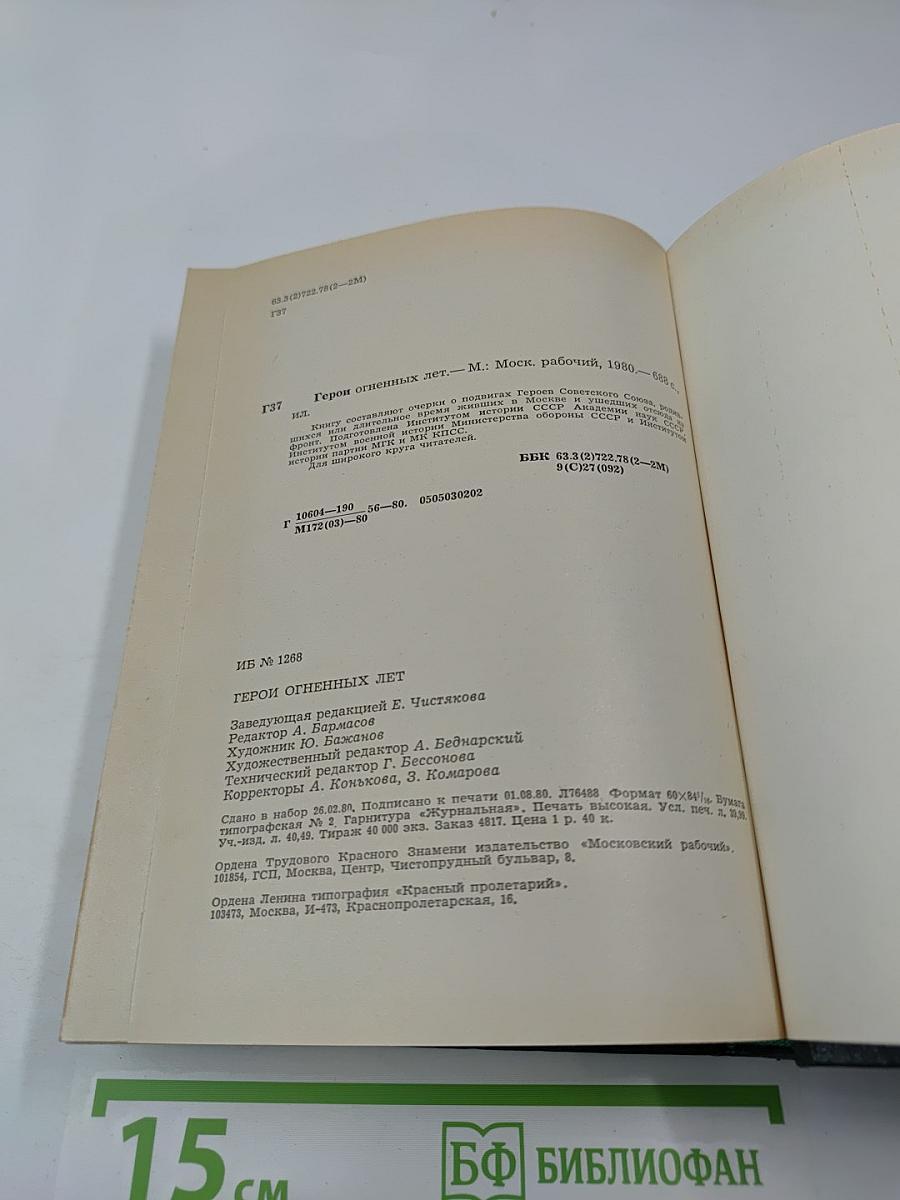 63.3(2)722.78(2—2М)
Г37
Г37 Герои огненных лет.— М.: Моск. рабочий, 1980.— 688 с.,
ил.
Книгу составляют очерки о подвигах Героев Советского Союза, родив-
шихся или длительное время живших в Москве и ушедших отсюда на
фронт. Подготовлена Институтом истории СССР Академии наук СССР
Институтом военной истории Министерства обороны СССР и Институтом
истории партии МГК и МК КПСС.
Для широкого круга читателей.
ББК 63.3(2)722.78(2—2М)
9(С)27(092)
Г 10604—190 56—80. 0505030202
М172(03)—80
ИБ № 1268
ГЕРОИ ОГНЕННЫХ ЛЕТ
Заведующая редакцией Е. Чистякова
Редактор А. Бармасов
Художник Ю. Бажанов
Художественный редактор А. Беднарский
Технический редактор Г. Бессонова
Корректоры А. Конькова, З. Комарова
Сдано в набор 26.02.80. Подписано к печати 01.08.80. Л76488 Формат 60×84¹/₁₆. Бумага
типографская № 2. Гарнитура «Журнальная». Печать высокая. Усл. печ. л. 39,99.
Уч.-изд. л. 40,49. Тираж 40 000 экз. Заказ 4817. Цена 1 р. 40 к.
Ордена Трудового Красного Знамени издательство «Московский рабочий».
101854, ГСП, Москва, Центр, Чистопрудный бульвар, 8.
Ордена Ленина типография «Красный пролетарий».
103473, Москва, И-473, Краснопролетарская, 16.
15 см
БФ БИБЛИОФАН